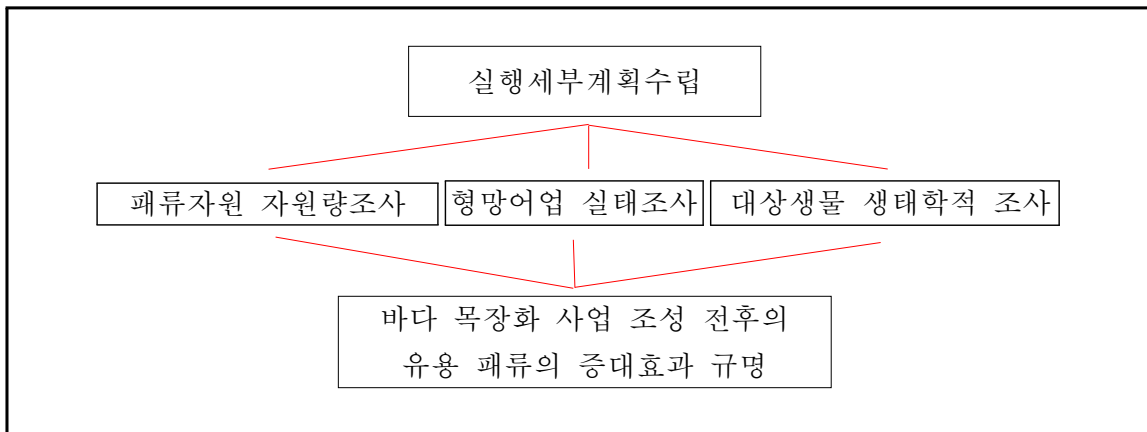 실행세부계획수립
패류자원 자원량조사
형망어업 실태조사
대상생물 생태학적 조사
바다 목장화 사업 조성 전후의
유용 패류의 증대효과 규명